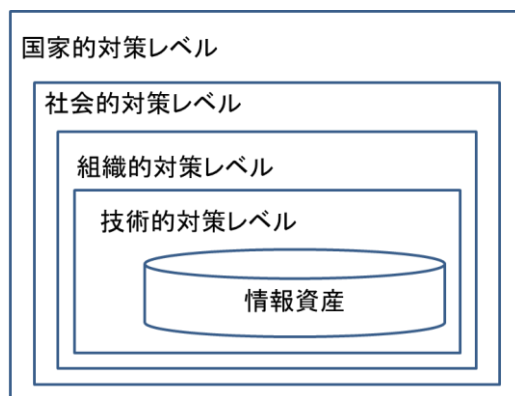 国家的対策レベル
社会的対策レベル
組織的対策レベル
技術的対策レベル
情報資産